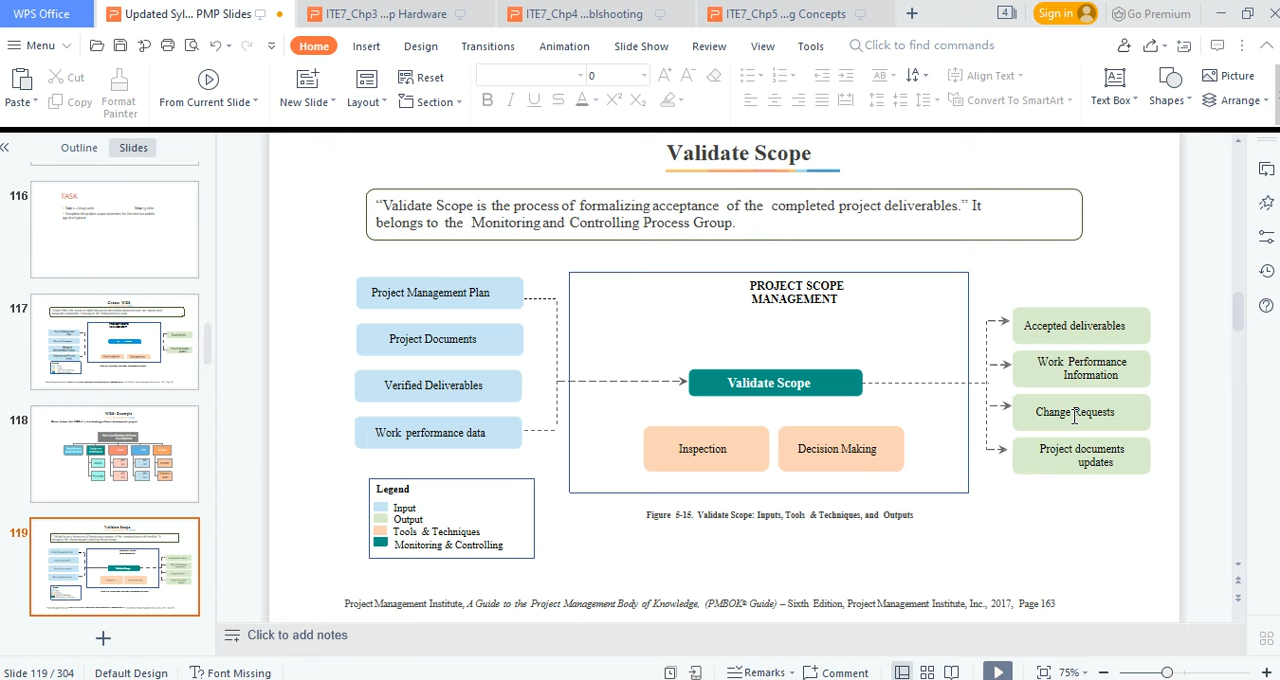 WPS Office
Updated Syl... PMP Slides
ITE7_Chp3 ...p Hardware
ITE7_Chp4 ...blshooting
ITE7_Chp5 ...g Concepts
4
Sign in
Go Premium
Menu
Home
Insert
Design
Transitions
Animation
Slide Show
Review
View
Tools
Click to find commands
Paste
Cut
Copy
Format
Painter
From Current Slide
New Slide
Layout
Reset
Section
0
B I U S A X² X₂
AB
Align Text
Convert To SmartArt
Text Box
Shapes
Picture
Arrange
Outline
Slides
116
TASK
117
118
119
Validate Scope
“Validate Scope is the process of formalizing acceptance of the completed project deliverables.” It
belongs to the Monitoring and Controlling Process Group.
Project Management Plan
Project Documents
Verified Deliverables
Work performance data
PROJECT SCOPE
MANAGEMENT
Validate Scope
Inspection
Decision Making
Accepted deliverables
Work Performance
Information
Change Requests
Project documents
updates
Legend
Input
Output
Tools & Techniques
Monitoring & Controlling
Figure 5-15. Validate Scope: Inputs, Tools & Techniques, and Outputs
Project Management Institute, A Guide to the Project Management Body of Knowledge, (PMBOK® Guide) – Sixth Edition, Project Management Institute, Inc., 2017, Page 163
Click to add notes
Slide 119 / 304
Default Design
Font Missing
Remarks
Comment
75%